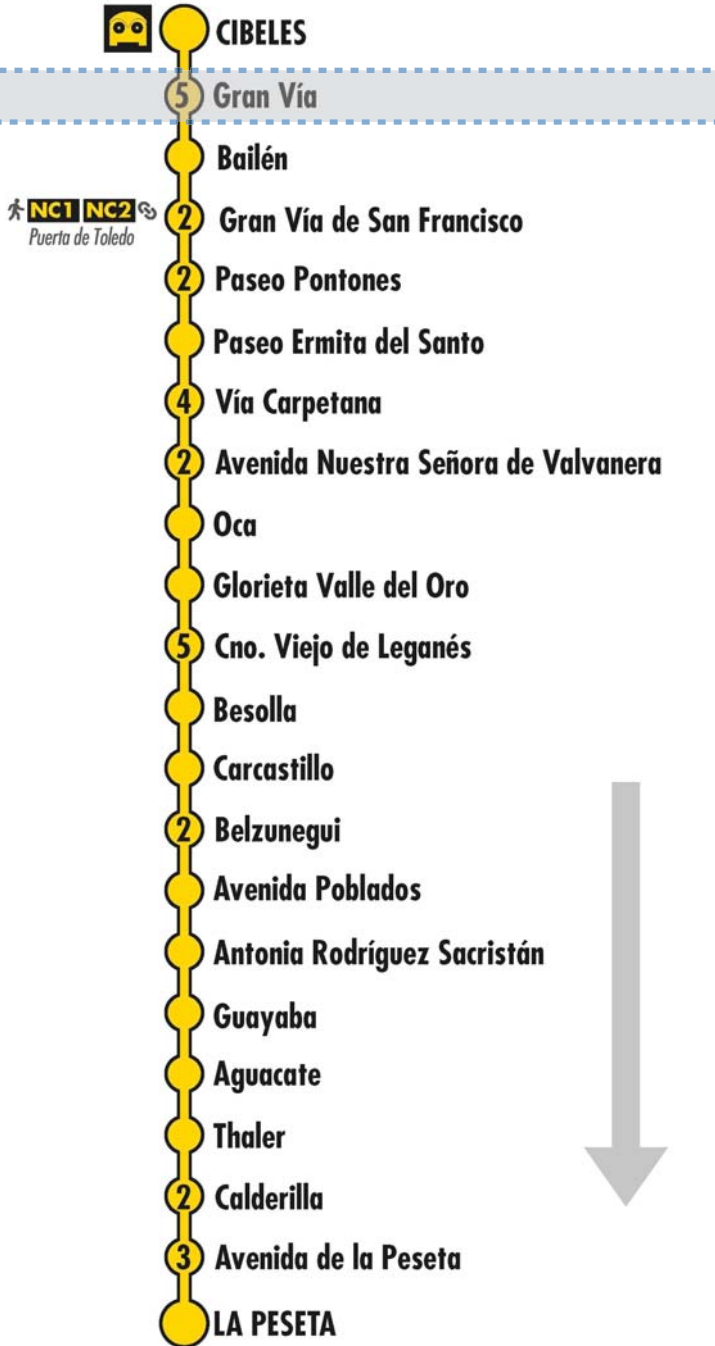 CIBELES
5 Gran Vía
Bailén
NC1 NC2 2 Gran Vía de San Francisco
Puerta de Toledo
2 Paseo Pontones
Paseo Ermita del Santo
4 Vía Carpetana
2 Avenida Nuestra Señora de Valvanera
Oca
Glorieta Valle del Oro
5 Cno. Viejo de Leganés
Besolla
Carcastillo
2 Belzunegui
Avenida Poblados
Antonia Rodríguez Sacristán
Guayaba
Aguacate
Thaler
2 Calderilla
3 Avenida de la Peseta
LA PESETA